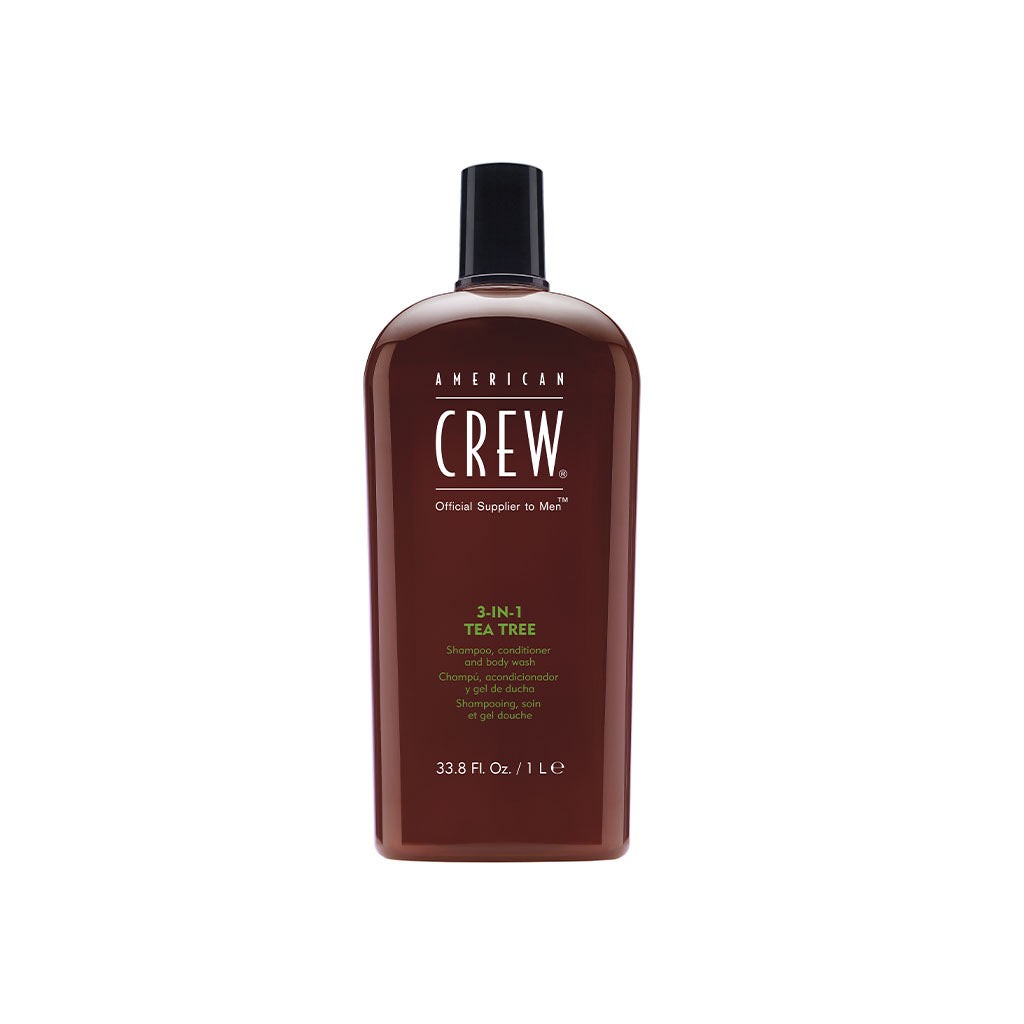 AMERICAN
CREW®
Official Supplier to Men™
3-IN-1
TEA TREE
Shampoo, conditioner
and body wash
Champú, acondicionador
y gel de ducha
Shampooing, soin
et gel douche
33.8 Fl. Oz. / 1 L ℮